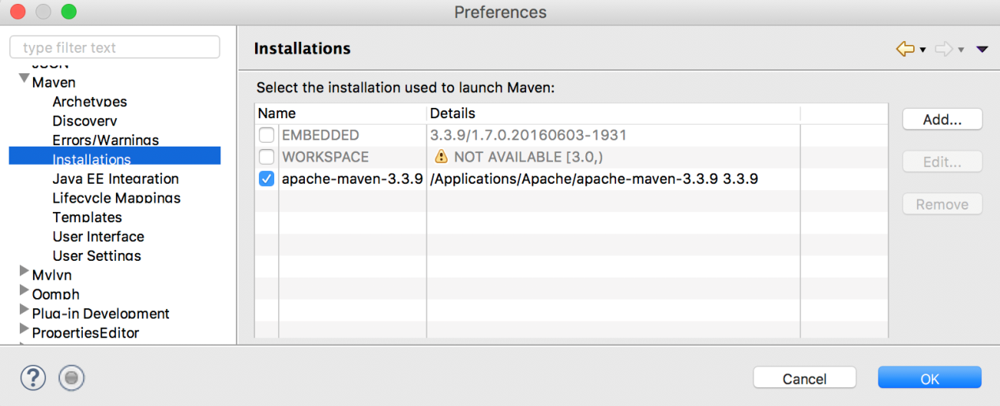 Preferences
type filter text
JSON
Maven
Archetypes
Discovery
Errors/Warnings
Installations
Java EE Integration
Lifecycle Mappings
Templates
User Interface
User Settings
Mylyn
Oomph
Plug-in Development
PropertiesEditor
Installations
Select the installation used to launch Maven:
Name Details
EMBEDDED 3.3.9/1.7.0.20160603-1931
WORKSPACE NOT AVAILABLE [3.0,)
apache-maven-3.3.9 /Applications/Apache/apache-maven-3.3.9 3.3.9
Add...
Edit...
Remove
?
Cancel
OK